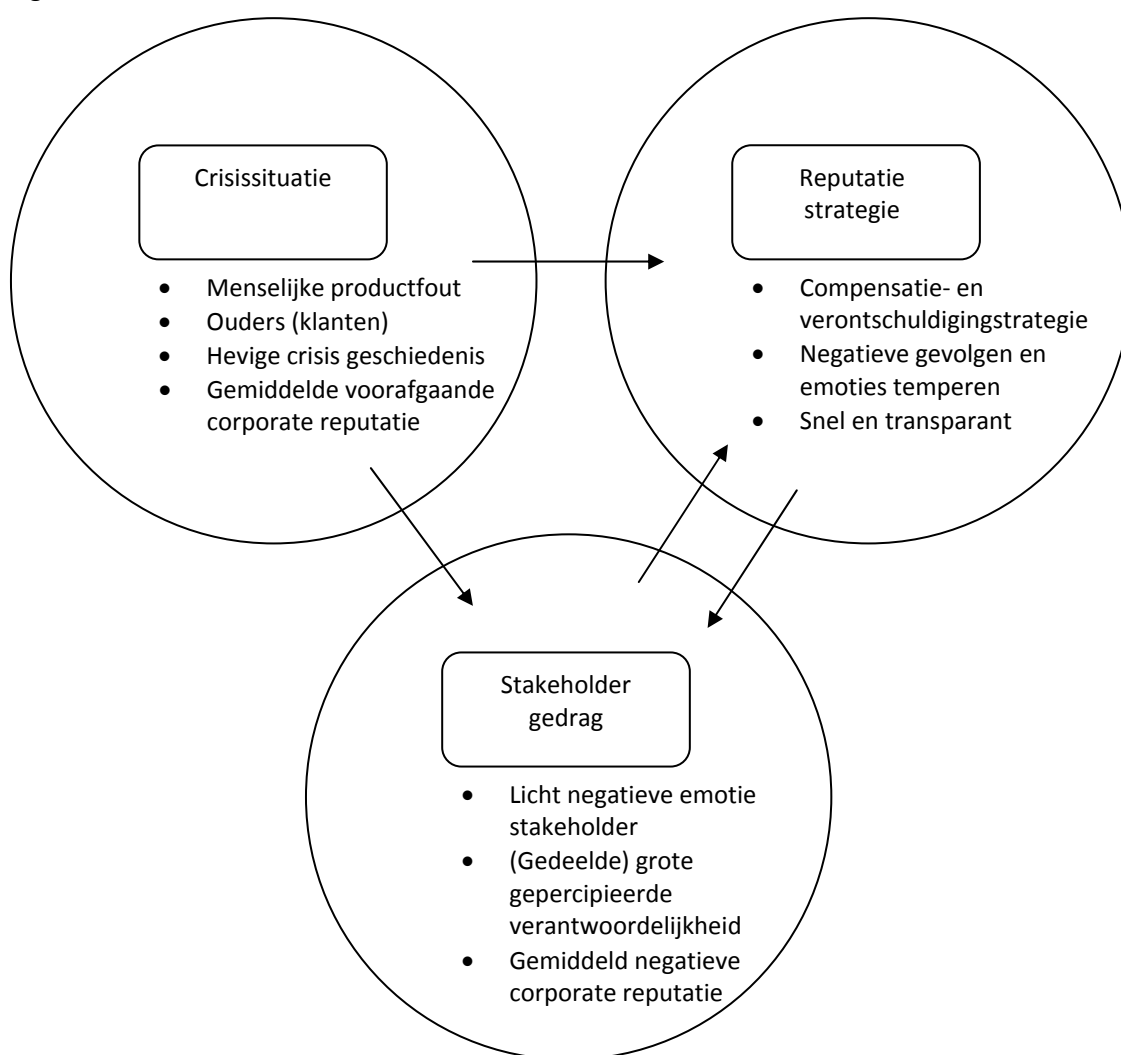 Crisissituatie
• Menselijke productfout
• Ouders (klanten)
• Hevige crisis geschiedenis
• Gemiddelde voorafgaande
corporate reputatie
Reputatie
strategie
• Compensatie- en
verontschuldigingstrategie
• Negatieve gevolgen en
emoties temperen
• Snel en transparant
Stakeholder
gedrag
• Licht negatieve emotie
stakeholder
• (Gedeelde) grote
gepercipieerde
verantwoordelijkheid
• Gemiddeld negatieve
corporate reputatie